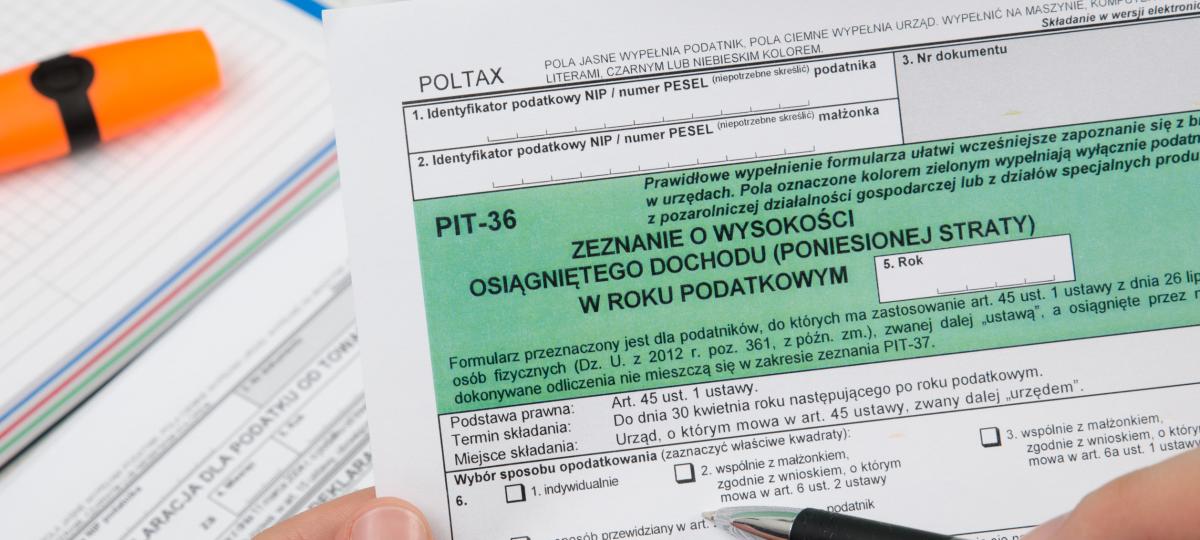 POLTAX
POLA JASNE WYPEŁNIA PODATNIK, POLA CIEMNE WYPEŁNIA URZĄD. WYPEŁNIĆ NA MASZYNIE,
LITERAMI, CZARNYM LUB NIEBIESKIM KOLOREM.
Składanie w wersji
1. Identyfikator podatkowy NIP / numer PESEL (niepotrzebne skreślić) podatnika
3. Nr dokumentu
2. Identyfikator podatkowy NIP / numer PESEL (niepotrzebne skreślić) małżonka
Prawidłowe wypełnienie formularza ułatwi wcześniejsze zapoznanie się z
w urzędach. Pola oznaczone kolorem zielonym wypełniają wyłącznie
z pozarolniczej działalności gospodarczej lub z działów specjalnych
PIT-36
ZEZNANIE O WYSOKOŚCI
OSIĄGNIĘTEGO DOCHODU (PONIESIONEJ STRATY)
W ROKU PODATKOWYM
5. Rok
Formularz przeznaczony jest dla podatników, do których ma zastosowanie art. 45 ust. 1 ustawy z dnia 26
osób fizycznych (Dz. U. z 2012 r. poz. 361, z późn. zm.), zwanej dalej „ustawą”, a osiągnięte przez
dokonywane odliczenia nie mieszczą się w zakresie zeznania PIT-37.
Podstawa prawna: Art. 45 ust. 1 ustawy.
Termin składania: Do dnia 30 kwietnia roku następującego po roku podatkowym.
Miejsce składania: Urząd, o którym mowa w art. 45 ustawy, zwany dalej „urzędem”.
Wybór sposobu opodatkowania (zaznaczyć właściwe kwadraty):
6.
1. indywidualnie
2. wspólnie z małżonkiem,
zgodnie z wnioskiem, o którym
mowa w art. 6 ust. 2 ustawy
3. wspólnie z małżonkiem,
zgodnie z wnioskiem, o
mowa w art. 6a ust. 1
przewidziany w art.
podatnik
DLA PODATKU OD